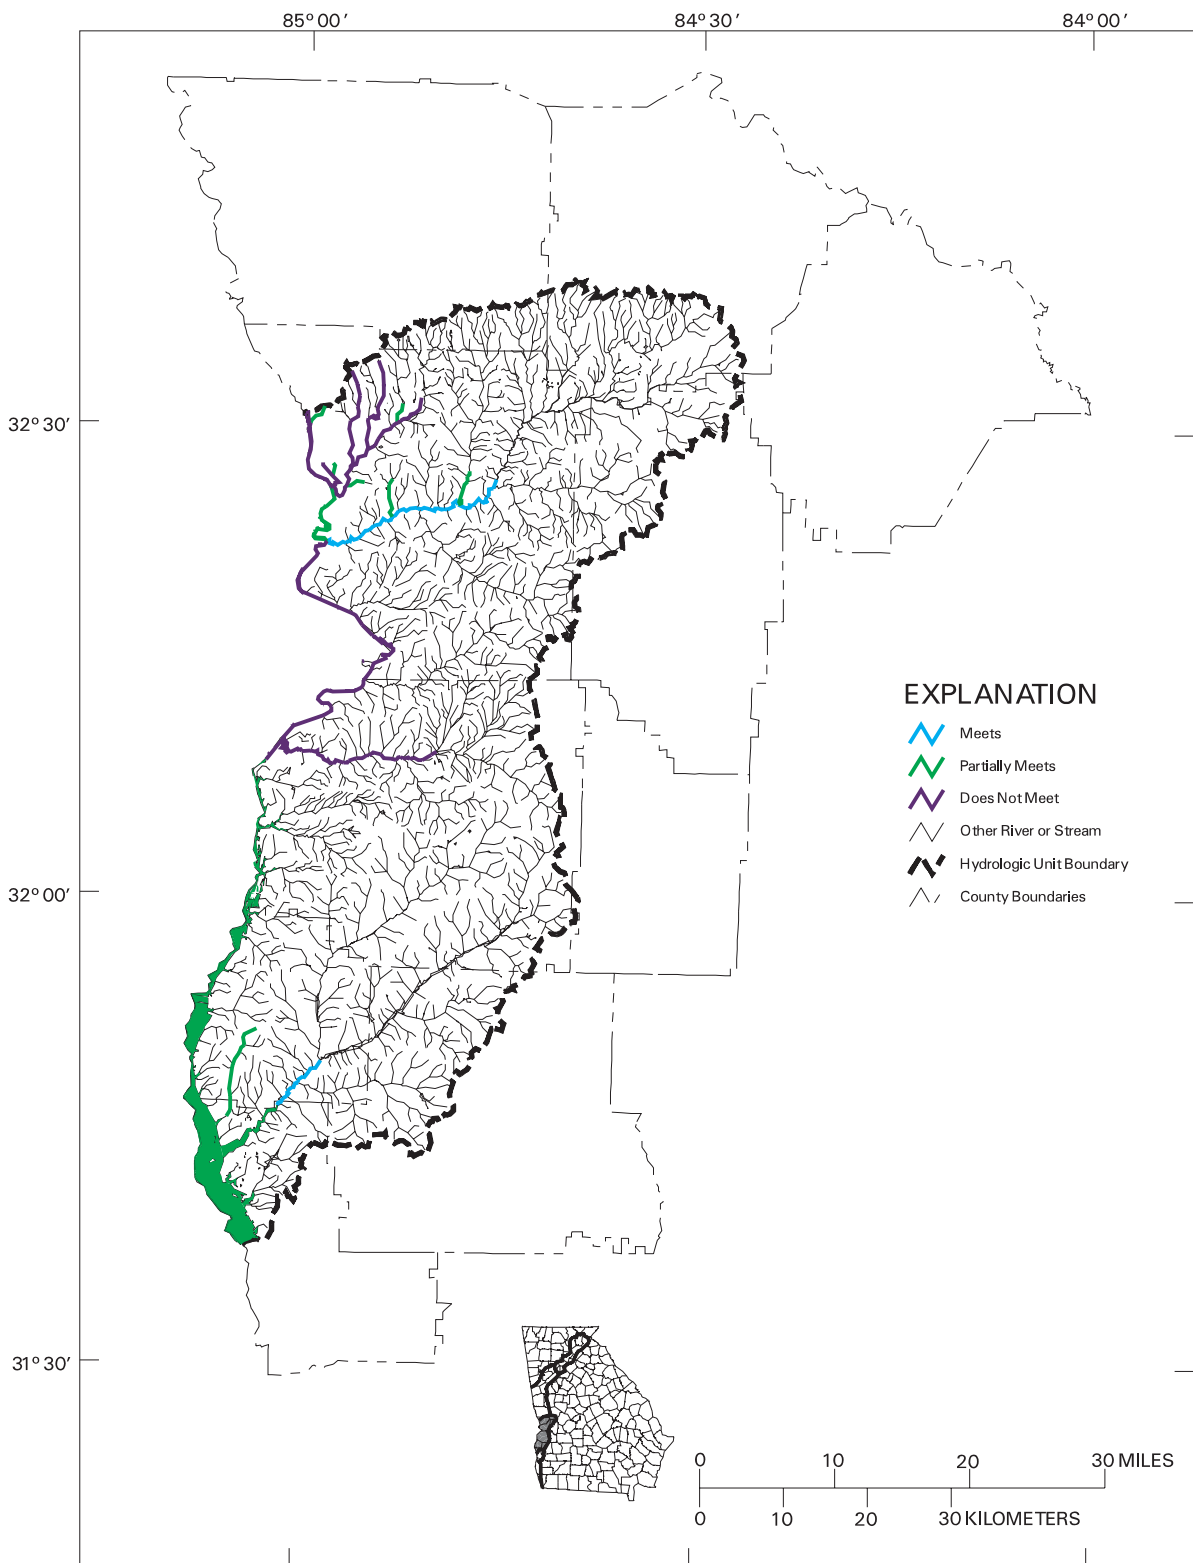 85° 00′ 84° 30′ 84° 00′
32° 30′
EXPLANATION
Meets
Partially Meets
Does Not Meet
Other River or Stream
Hydrologic Unit Boundary
County Boundaries
32° 00′
31° 30′
0 10 20 30 MILES
0 10 20 30 KILOMETERS